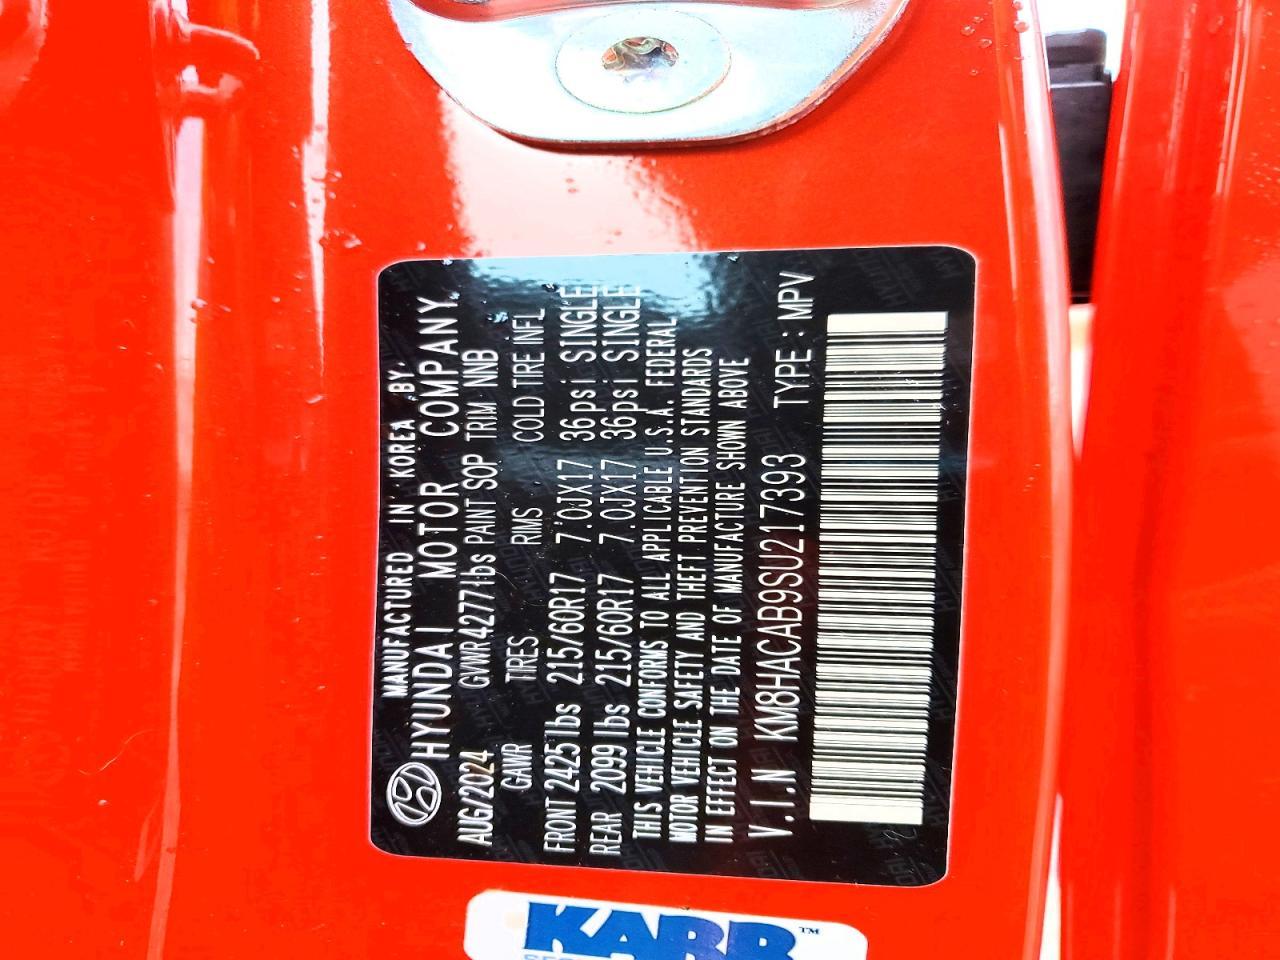 MANUFACTURED IN KOREA BY
HYUNDAI MOTOR COMPANY
AUG/2024 GVWR 4277lbs PAINT SOP TRIM NNB
GAWR TIRES RIMS COLD TIRE INFL
FRONT 2425lbs 215/60R17 7.0JX17 36psi SINGLE
REAR 2099lbs 215/60R17 7.0JX17 36psi SINGLE
THIS VEHICLE CONFORMS TO ALL APPLICABLE U.S.A. FEDERAL
MOTOR VEHICLE SAFETY AND THEFT PREVENTION STANDARDS
IN EFFECT ON THE DATE OF MANUFACTURE SHOWN ABOVE
V.I.N KM8HACAB9SU217393 TYPE : MPV
KARR™